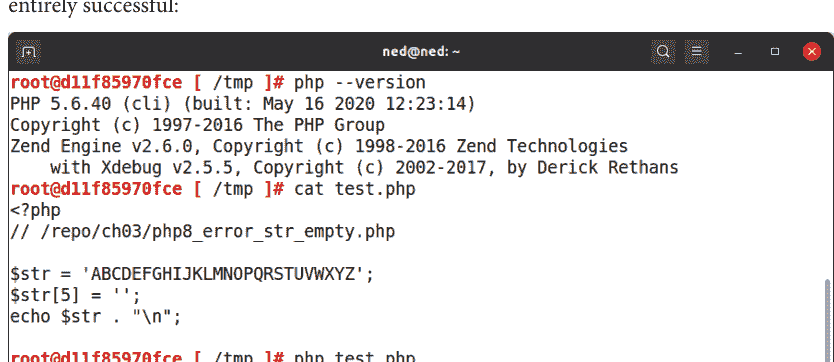 entirely successful:
ned@ned: ~
root@d11f85970fce [ /tmp ]# php --version
PHP 5.6.40 (cli) (built: May 16 2020 12:23:14)
Copyright (c) 1997-2016 The PHP Group
Zend Engine v2.6.0, Copyright (c) 1998-2016 Zend Technologies
    with Xdebug v2.5.5, Copyright (c) 2002-2017, by Derick Rethans
root@d11f85970fce [ /tmp ]# cat test.php
<?php
// /repo/ch03/php8_error_str_empty.php
$str = 'ABCDEFGHIJKLMNOPQRSTUVWXYZ';
$str[5] = '';
echo $str . "\n";
root@d11f85970fce [ /tmp ]# php test.php